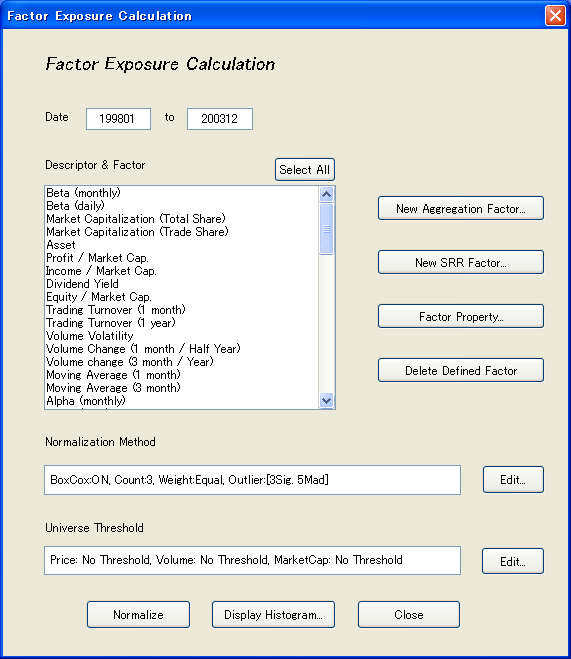 Factor Exposure Calculation
Factor Exposure Calculation
Date 199801 to 200312
Descriptor & Factor Select All
Beta (monthly)
Beta (daily)
Market Capitalization (Total Share)
Market Capitalization (Trade Share)
Asset
Profit / Market Cap.
Income / Market Cap.
Dividend Yield
Equity / Market Cap.
Trading Turnover (1 month)
Trading Turnover (1 year)
Volume Volatility
Volume Change (1 month / Half Year)
Volume change (3 month / Year)
Moving Average (1 month)
Moving Average (3 month)
Alpha (monthly)
New Aggregation Factor...
New SRR Factor...
Factor Property...
Delete Defined Factor
Normalization Method
BoxCox:ON, Count:3, Weight:Equal, Outlier:[3Sig. 5Mad] Edit...
Universe Threshold
Price: No Threshold, Volume: No Threshold, MarketCap: No Threshold Edit...
Normalize Display Histogram... Close